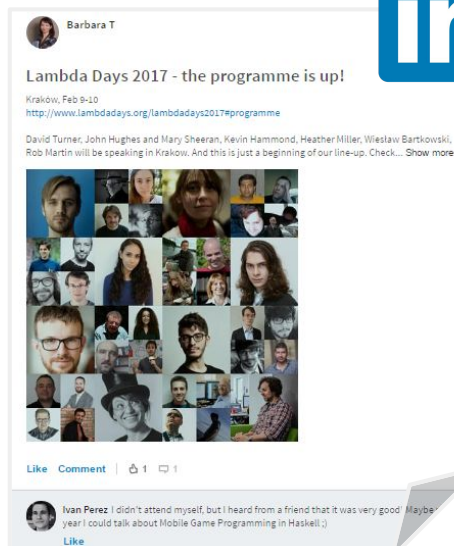 Barbara T
in
Lambda Days 2017 - the programme is up!
Kraków, Feb 9-10
http://www.lambdadays.org/lambdadays2017#programme
David Turner, John Hughes and Mary Sheeran, Kevin Hammond, Heather Miller, Wiesław Bartkowski,
Rob Martin will be speaking in Krakow. And this is just a beginning of our line-up. Check... Show more
Like Comment 1 1
Ivan Perez I didn't attend myself, but I heard from a friend that it was very good! Maybe
year I could talk about Mobile Game Programming in Haskell ;)
Like